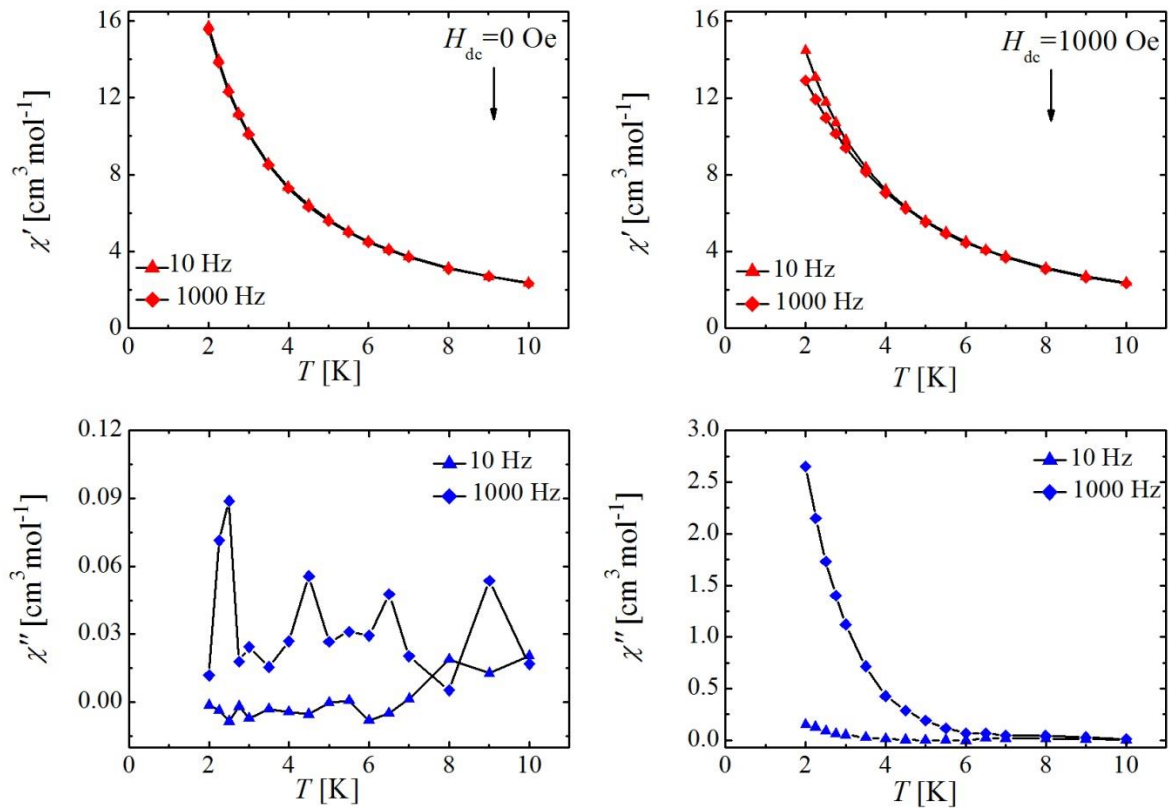 16
12
8
4
0
χ′ [cm³mol⁻¹]
H_dc=0 Oe
10 Hz
1000 Hz
0 2 4 6 8 10
T [K]
16
12
8
4
0
χ′ [cm³mol⁻¹]
H_dc=1000 Oe
10 Hz
1000 Hz
0 2 4 6 8 10
T [K]
0.12
0.09
0.06
0.03
0.00
χ″ [cm³mol⁻¹]
10 Hz
1000 Hz
0 2 4 6 8 10
T [K]
3.0
2.5
2.0
1.5
1.0
0.5
0.0
χ″ [cm³mol⁻¹]
10 Hz
1000 Hz
0 2 4 6 8 10
T [K]